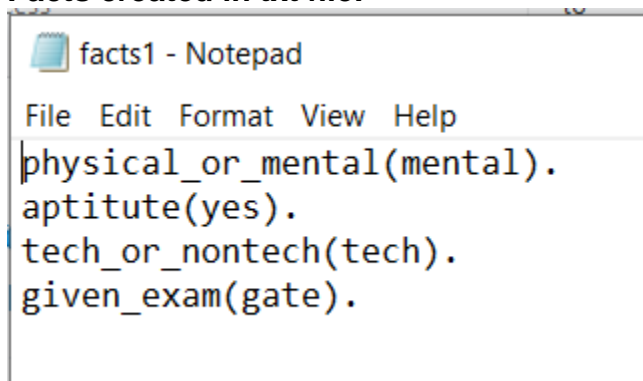 facts1 - Notepad
File Edit Format View Help
physical_or_mental(mental).
aptitute(yes).
tech_or_nontech(tech).
given_exam(gate).